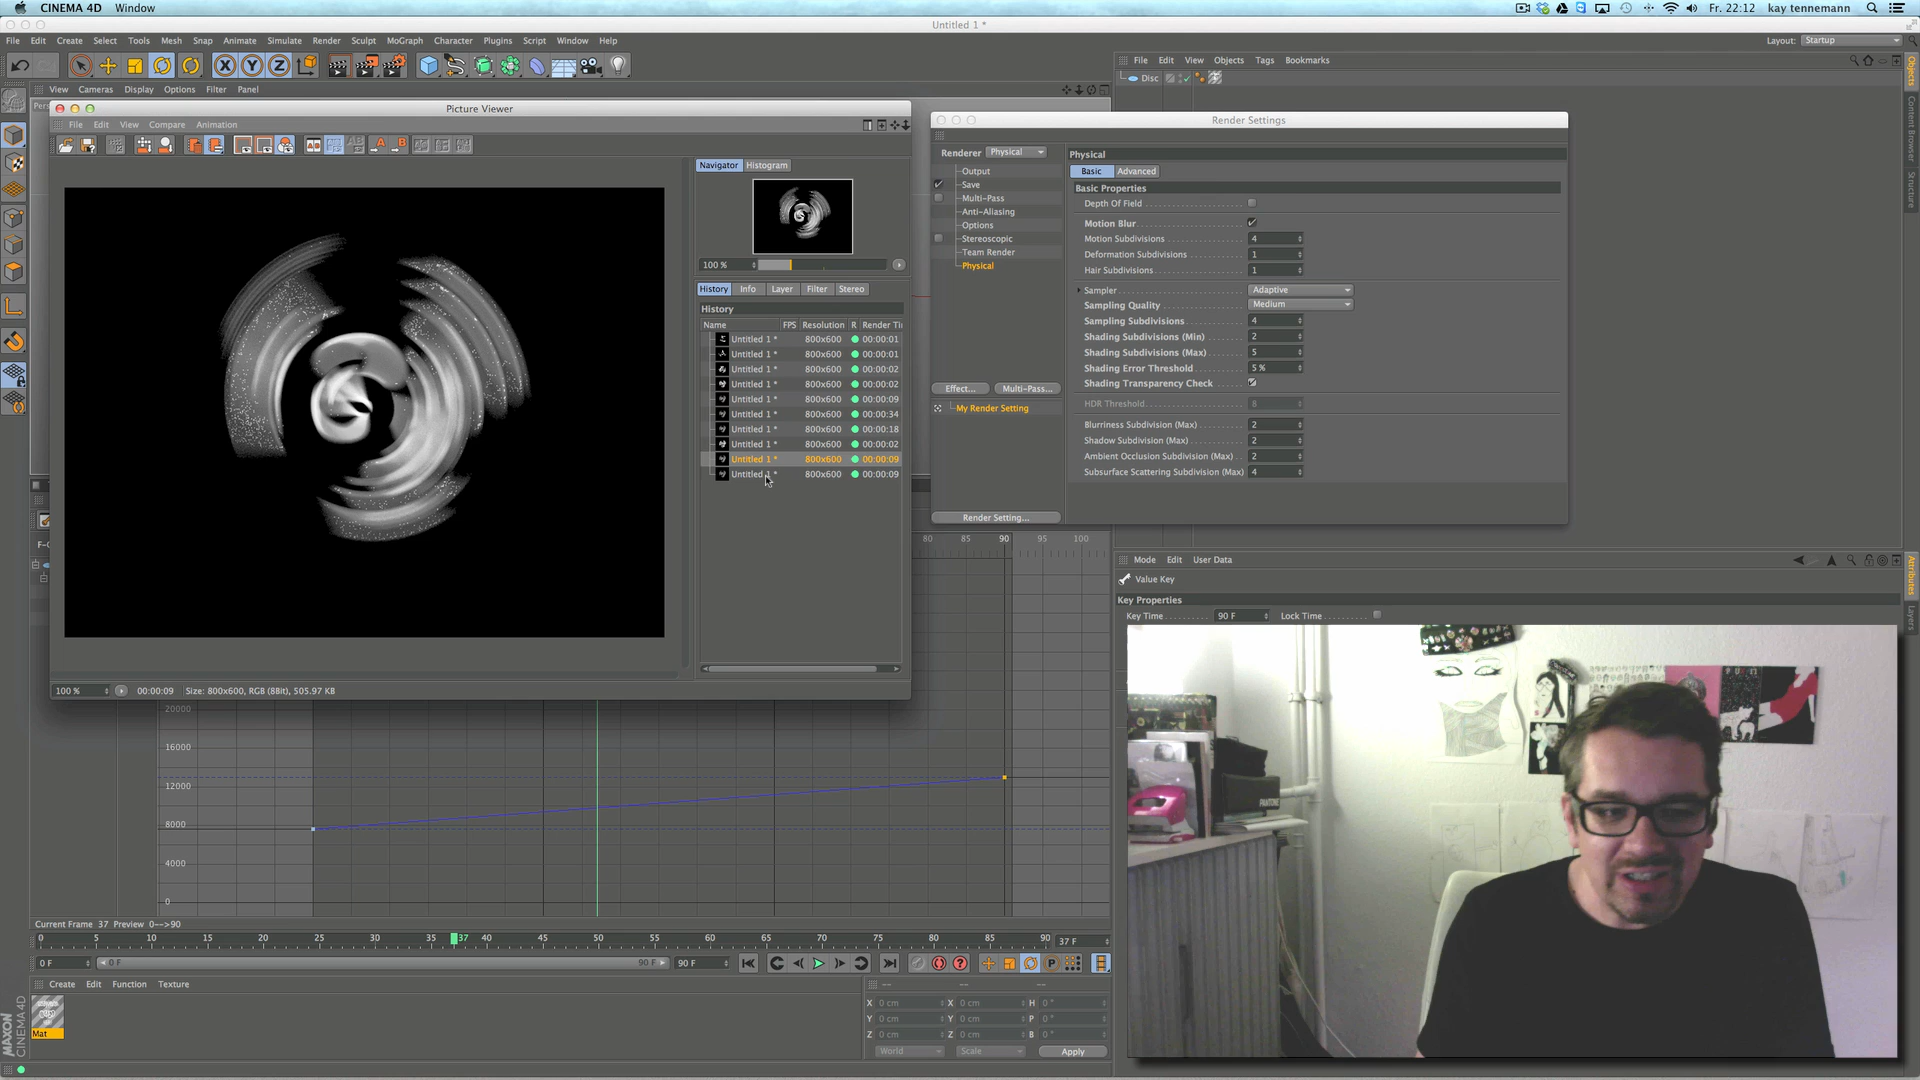 CINEMA 4D Window
Fr. 22:12 kay tennemann
Untitled 1 *
File Edit Create Select Tools Mesh Snap Animate Simulate Render Sculpt MoGraph Character Plugins Script Window Help
Layout: Startup
X Y Z
File Edit View Objects Tags Bookmarks
Disc
View Cameras Display Options Filter Panel
Picture Viewer
File Edit View Compare Animation
Navigator Histogram
100 %
History Info Layer Filter Stereo
History
Name FPS Resolution R Render Ti
Untitled 1 * 800x600 00:00:01
Untitled 1 * 800x600 00:00:01
Untitled 1 * 800x600 00:00:02
Untitled 1 * 800x600 00:00:02
Untitled 1 * 800x600 00:00:09
Untitled 1 * 800x600 00:00:34
Untitled 1 * 800x600 00:00:18
Untitled 1 * 800x600 00:00:02
Untitled 1 * 800x600 00:00:09
Untitled 1 * 800x600 00:00:09
100 % 00:00:09 Size: 800x600, RGB (8Bit), 505.97 KB
Render Settings
Renderer Physical
Output
Save
Multi-Pass
Anti-Aliasing
Options
Stereoscopic
Team Render
Physical
Effect... Multi-Pass...
My Render Setting
Render Setting...
Physical
Basic Advanced
Basic Properties
Depth Of Field
Motion Blur
Motion Subdivisions 4
Deformation Subdivisions 1
Hair Subdivisions 1
Sampler Adaptive
Sampling Quality Medium
Sampling Subdivisions 4
Shading Subdivisions (Min) 2
Shading Subdivisions (Max) 5
Shading Error Threshold 5 %
Shading Transparency Check
HDR Threshold 8
Blurriness Subdivision (Max) 2
Shadow Subdivision (Max) 2
Ambient Occlusion Subdivision (Max) 2
Subsurface Scattering Subdivision (Max) 4
Objects
Content Browser
Structure
Attributes
Layers
80 85 90 95 100
20000
16000
12000
8000
4000
0
Mode Edit User Data
Value Key
Key Properties
Key Time 90 F Lock Time
PANTONE
Current Frame 37 Preview 0-->90
0 5 10 15 20 25 30 35 37 40 45 50 55 60 65 70 75 80 85 90 37 F
0 F 0 F 90 F 90 F
Create Edit Function Texture
Mat
MAXON
CINEMA 4D
-- -- --
X 0 cm X 0 cm H 0 °
Y 0 cm Y 0 cm P 0 °
Z 0 cm Z 0 cm B 0 °
World Scale Apply